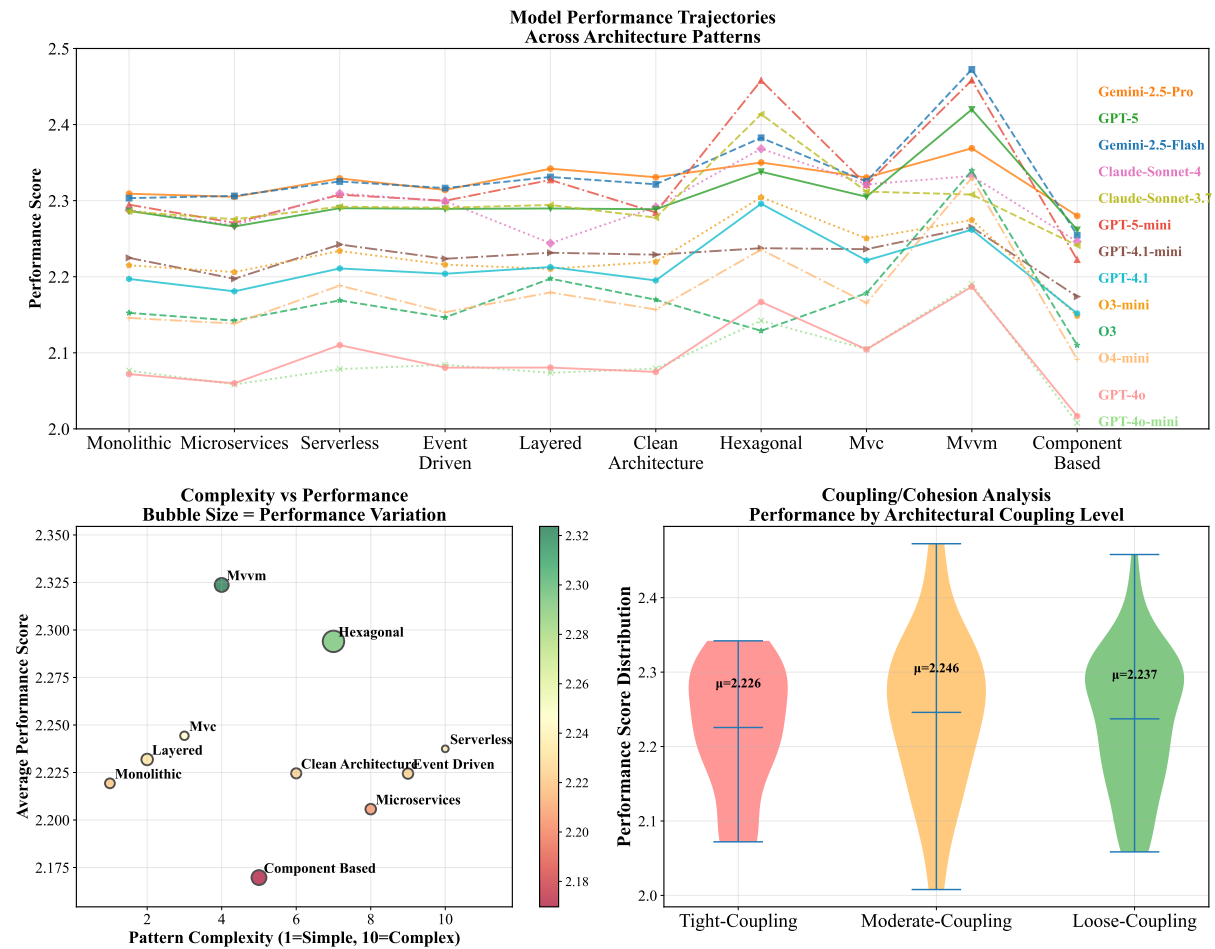 Model Performance Trajectories
Across Architecture Patterns
Performance Score
2.5
2.4
2.3
2.2
2.1
2.0
Gemini-2.5-Pro
GPT-5
Gemini-2.5-Flash
Claude-Sonnet-4
Claude-Sonnet-3.7
GPT-5-mini
GPT-4.1-mini
GPT-4.1
O3-mini
O3
O4-mini
GPT-4o
GPT-4o-mini
Monolithic Microservices Serverless Event Driven Layered Clean Architecture Hexagonal Mvc Mvvm Component Based
Complexity vs Performance
Bubble Size = Performance Variation
Average Performance Score
2.350
2.325
2.300
2.275
2.250
2.225
2.200
2.175
Mvvm
Hexagonal
Mvc
Serverless
Layered
Clean Architecture
Event Driven
Monolithic
Microservices
Component Based
2 4 6 8 10
Pattern Complexity (1=Simple, 10=Complex)
2.32
2.30
2.28
2.26
2.24
2.22
2.20
2.18
Coupling/Cohesion Analysis
Performance by Architectural Coupling Level
Performance Score Distribution
2.4
2.3
2.2
2.1
2.0
μ=2.226
μ=2.246
μ=2.237
Tight-Coupling Moderate-Coupling Loose-Coupling